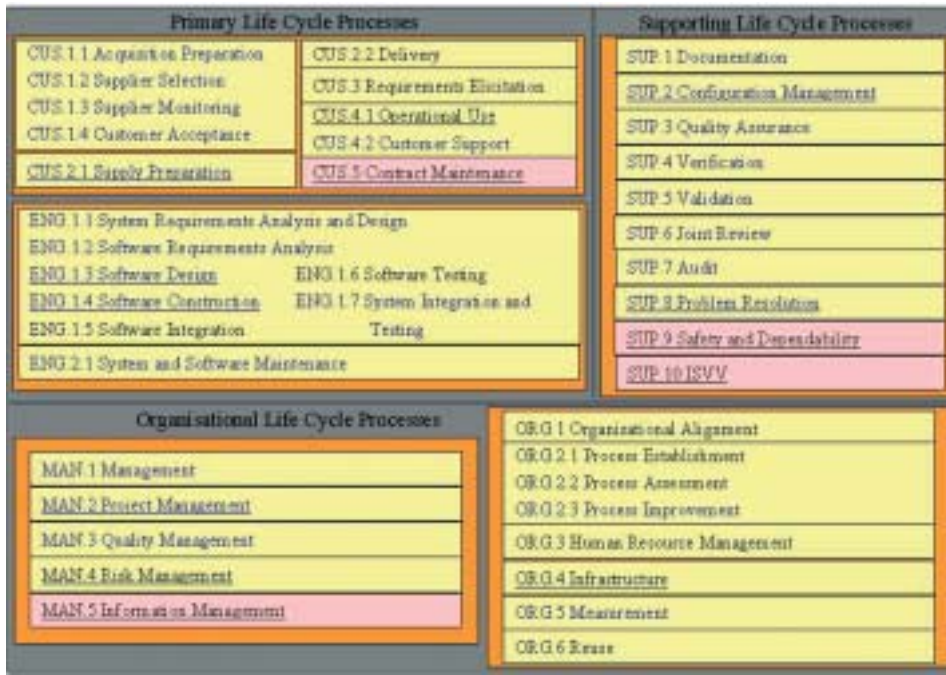 Primary Life Cycle Processes
CUS.1.1 Acquisition Preparation
CUS.1.2 Supplier Selection
CUS.1.3 Supplier Monitoring
CUS.1.4 Customer Acceptance
CUS.2.1 Supply Preparation
CUS.2.2 Delivery
CUS.3 Requirements Elicitation
CUS.4.1 Operational Use
CUS.4.2 Customer Support
CUS.5 Contract Maintenance
ENG.1.1 System Requirements Analysis and Design
ENG.1.2 Software Requirements Analysis
ENG.1.3 Software Design
ENG.1.4 Software Construction
ENG.1.5 Software Integration
ENG.1.6 Software Testing
ENG.1.7 System Integration and
Testing
ENG.2.1 System and Software Maintenance
Supporting Life Cycle Processes
SUP.1 Documentation
SUP.2 Configuration Management
SUP.3 Quality Assurance
SUP.4 Verification
SUP.5 Validation
SUP.6 Joint Review
SUP.7 Audit
SUP.8 Problem Resolution
SUP.9 Safety and Dependability
SUP.10 ISVV
Organisational Life Cycle Processes
MAN.1 Management
MAN.2 Project Management
MAN.3 Quality Management
MAN.4 Risk Management
MAN.5 Information Management
ORG.1 Organizational Alignment
ORG.2.1 Process Establishment
ORG.2.2 Process Assessment
ORG.2.3 Process Improvement
ORG.3 Human Resource Management
ORG.4 Infrastructure
ORG.5 Measurement
ORG.6 Reuse